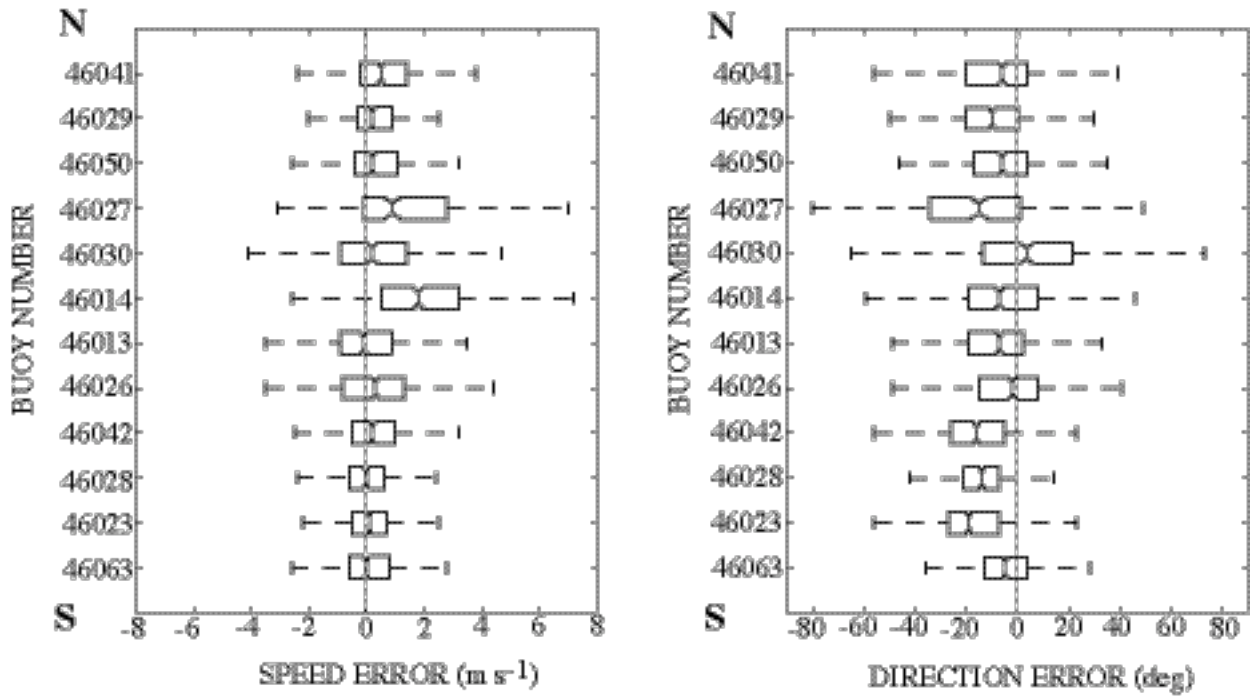 N
BUOY NUMBER
46041
46029
46050
46027
46030
46014
46013
46026
46042
46028
46023
46063
S
-8 -6 -4 -2 0 2 4 6 8
SPEED ERROR (m s-1)
N
BUOY NUMBER
46041
46029
46050
46027
46030
46014
46013
46026
46042
46028
46023
46063
S
-80 -60 -40 -20 0 20 40 60 80
DIRECTION ERROR (deg)